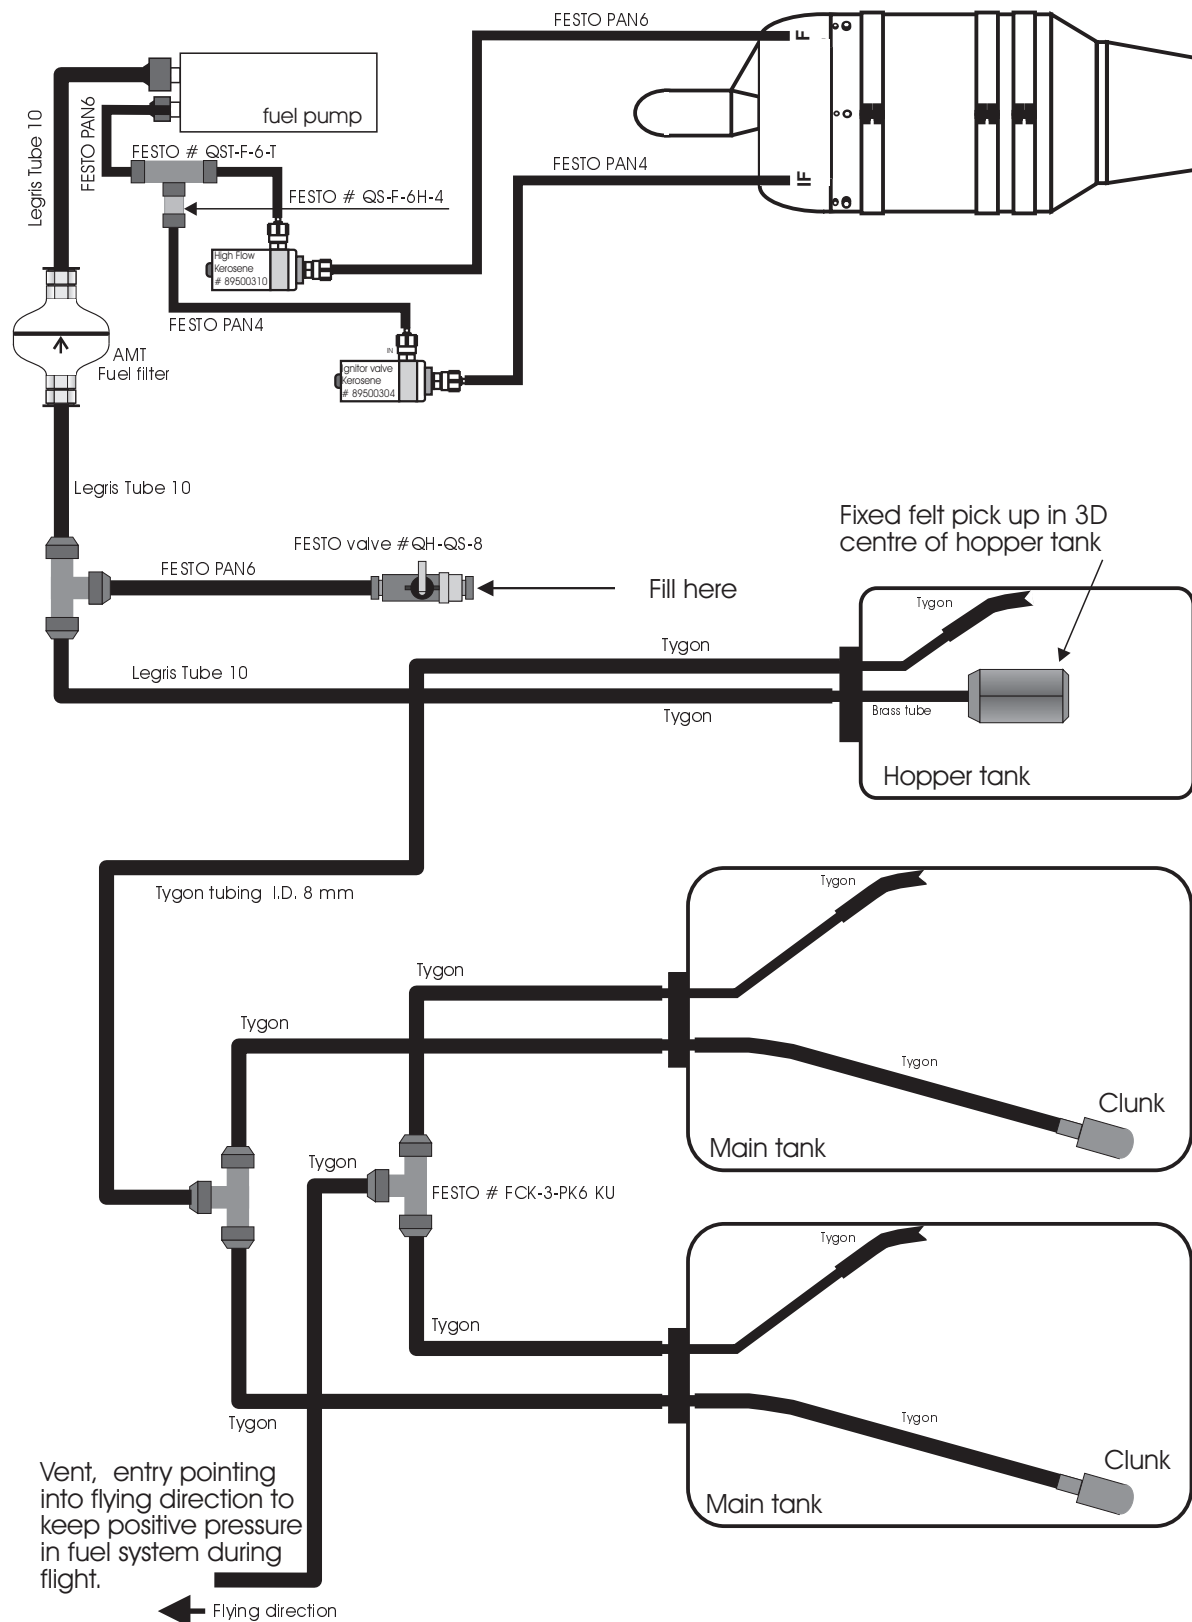 FESTO PAN6
F
fuel pump
Legris Tube 10
FESTO PAN6
FESTO # QST-F-6-T
FESTO PAN4
IF
FESTO # QS-F-6H-4
High Flow
Kerosene
# 89500310
FESTO PAN4
IN
AMT
Fuel filter
gnitor valve
Kerosene
# 89500304
Legris Tube 10
Fixed felt pick up in 3D
centre of hopper tank
FESTO valve #QH-QS-8
FESTO PAN6
Fill here
Tygon
Tygon
Legris Tube 10
Tygon
Brass tube
Hopper tank
Tygon tubing I.D. 8 mm
Tygon
Tygon
Tygon
Tygon
Clunk
Main tank
Tygon
FESTO # FCK-3-PK6 KU
Tygon
Tygon
Tygon
Tygon
Clunk
Main tank
Vent, entry pointing
into flying direction to
keep positive pressure
in fuel system during
flight.
Flying direction